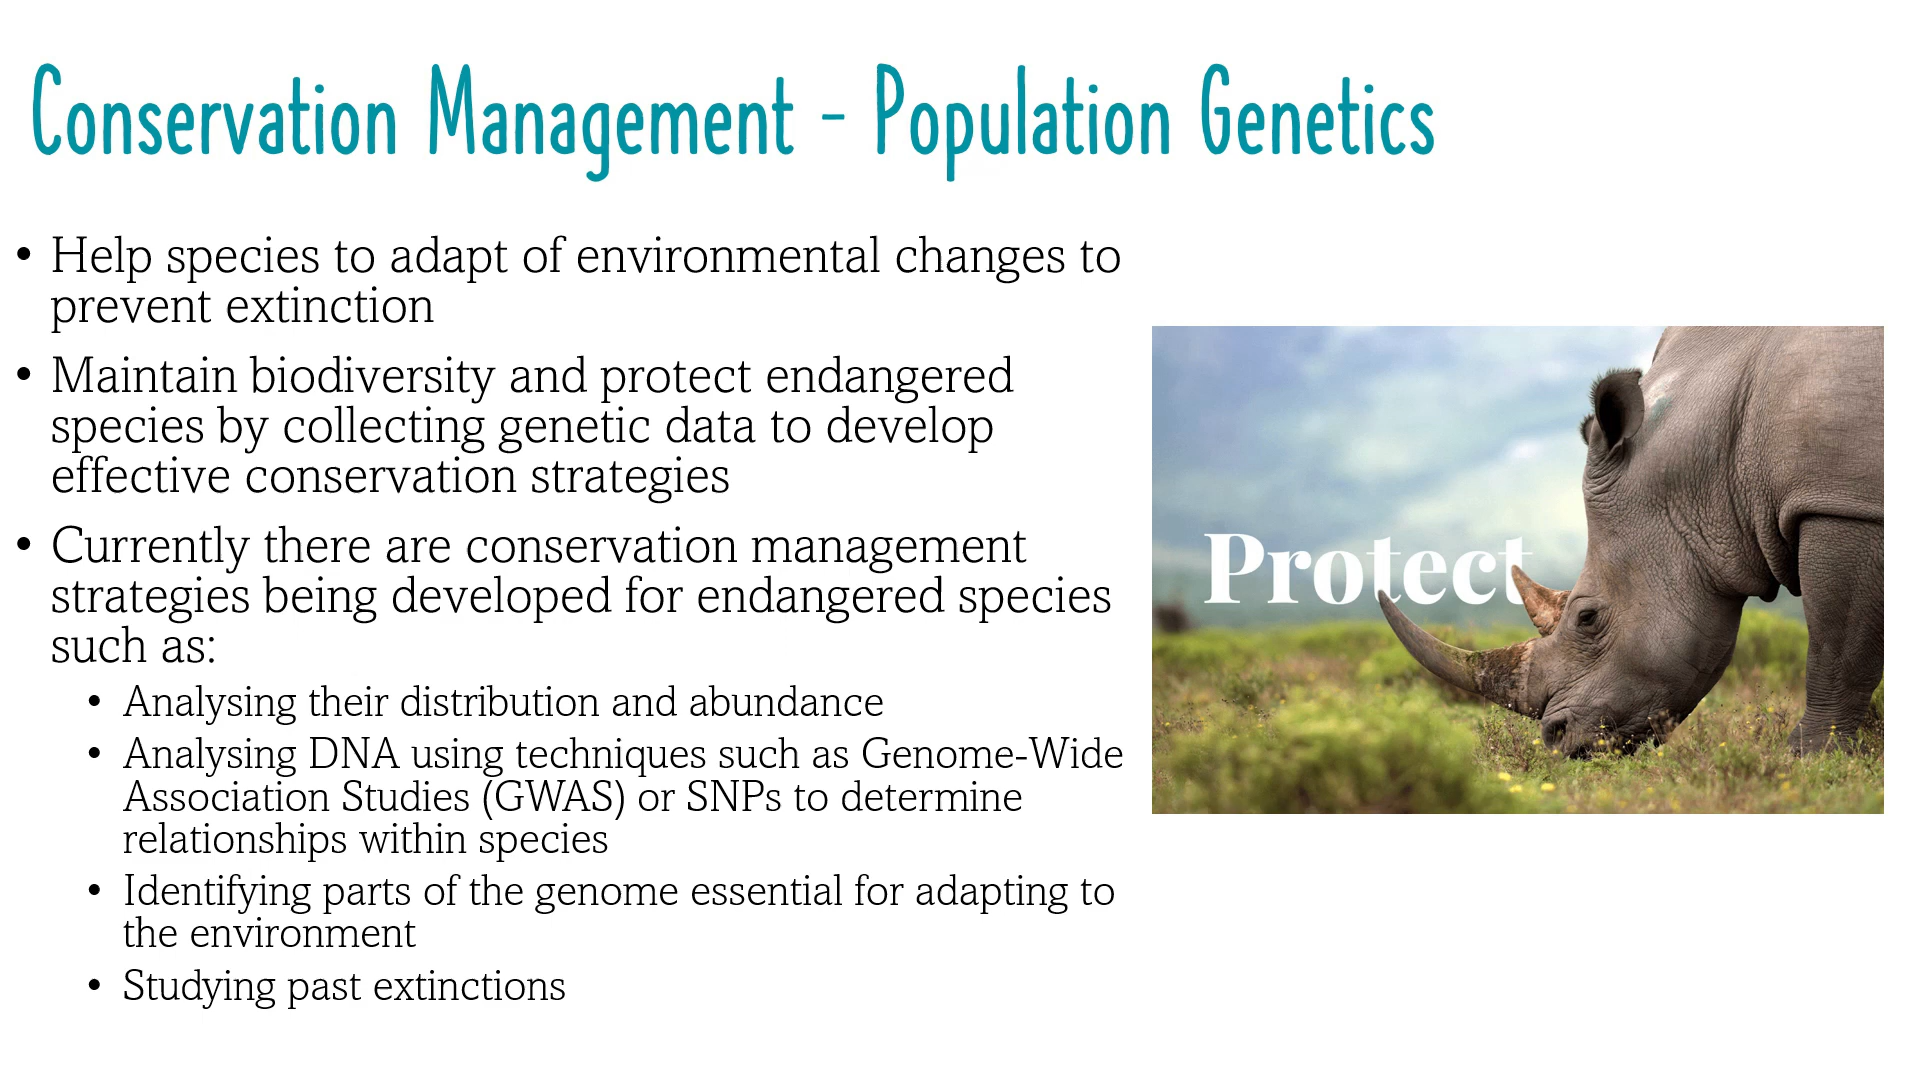 Conservation Management - Population Genetics
• Help species to adapt of environmental changes to
prevent extinction
• Maintain biodiversity and protect endangered
species by collecting genetic data to develop
effective conservation strategies
• Currently there are conservation management
strategies being developed for endangered species
such as:
• Analysing their distribution and abundance
• Analysing DNA using techniques such as Genome-Wide
Association Studies (GWAS) or SNPs to determine
relationships within species
• Identifying parts of the genome essential for adapting to
the environment
• Studying past extinctions
Protect